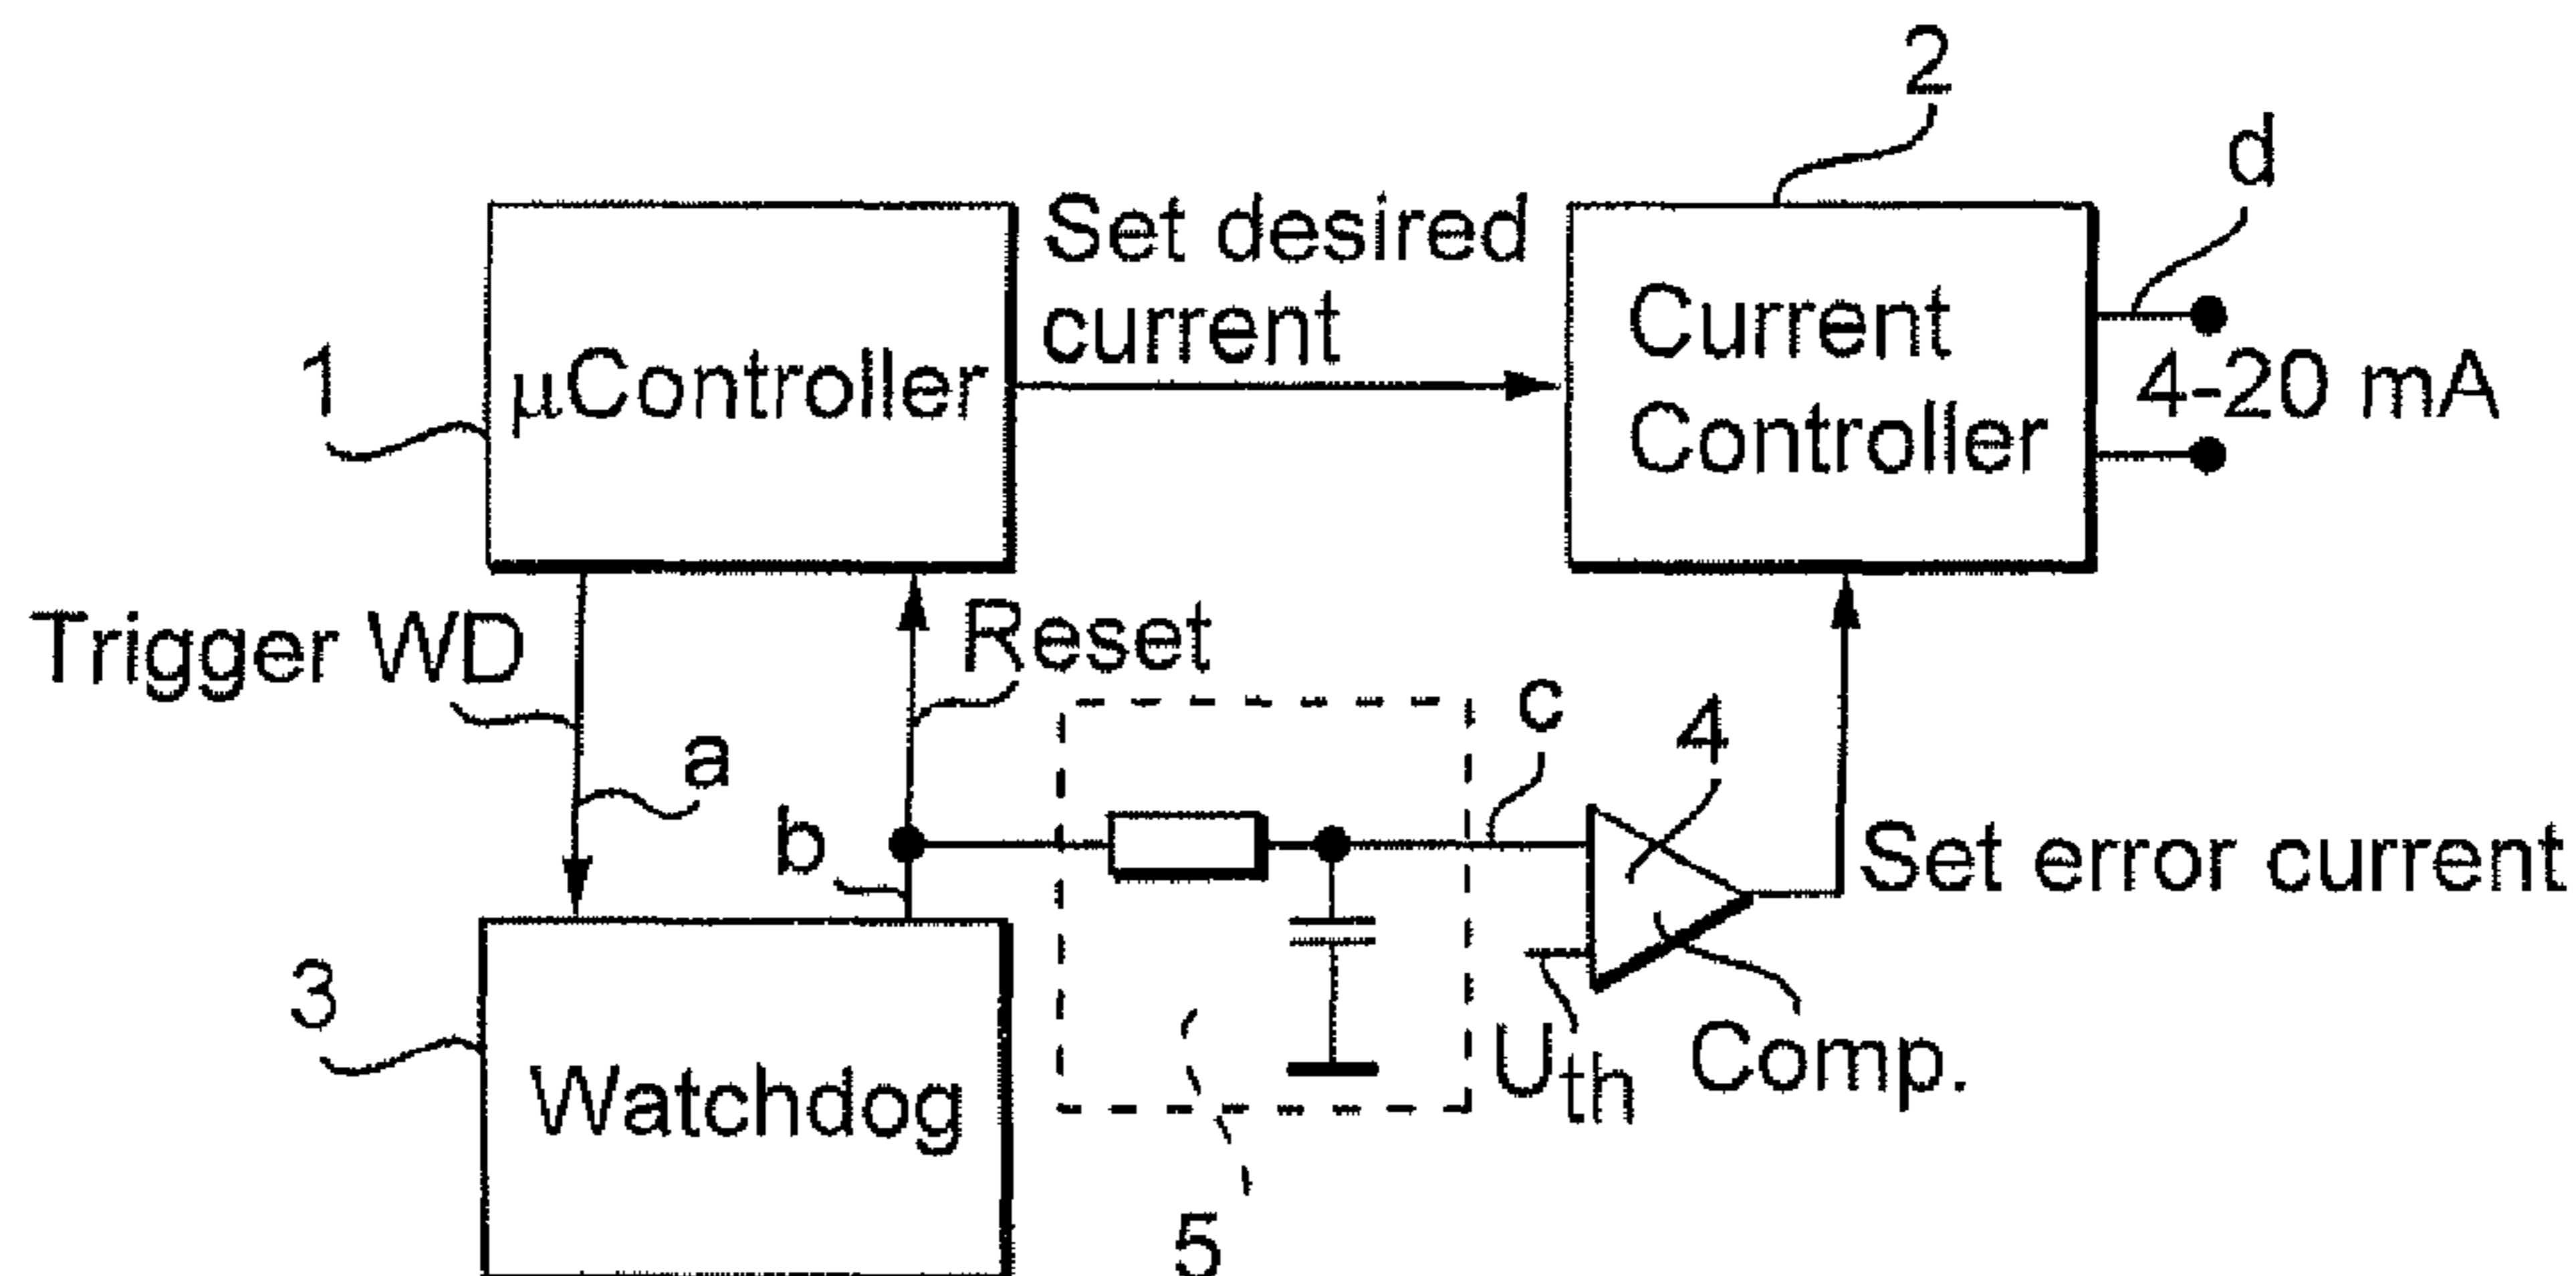 2
d
Set desired
current
Current
Controller
4-20 mA
1
μController
Trigger WD
Reset
a
b
c
4
Set error current
3
Watchdog
Uth
Comp.
5